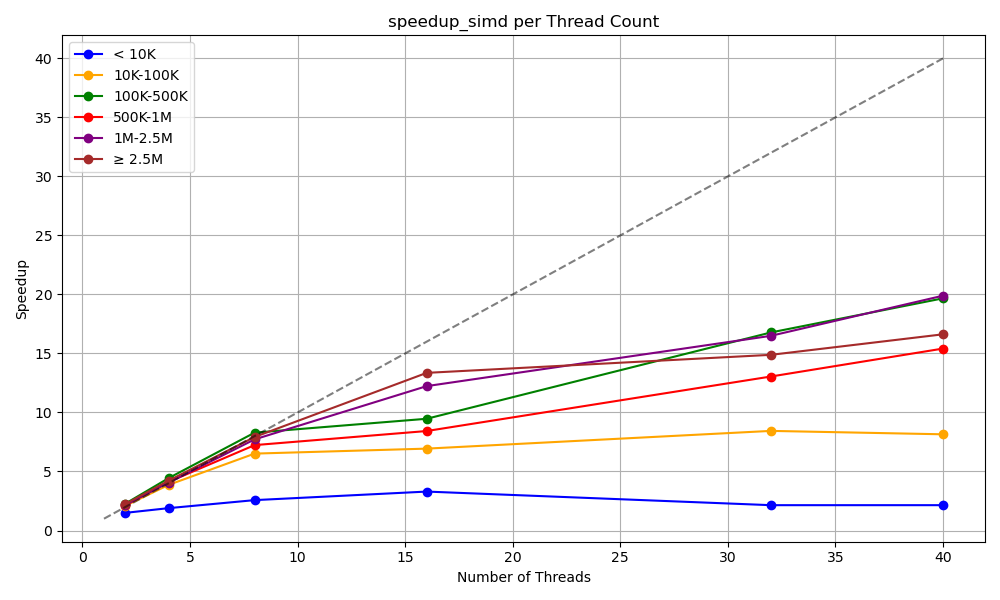 speedup_simd per Thread Count
< 10K
10K-100K
100K-500K
500K-1M
1M-2.5M
≥ 2.5M
Speedup
40
35
30
25
20
15
10
5
0
0 5 10 15 20 25 30 35 40
Number of Threads